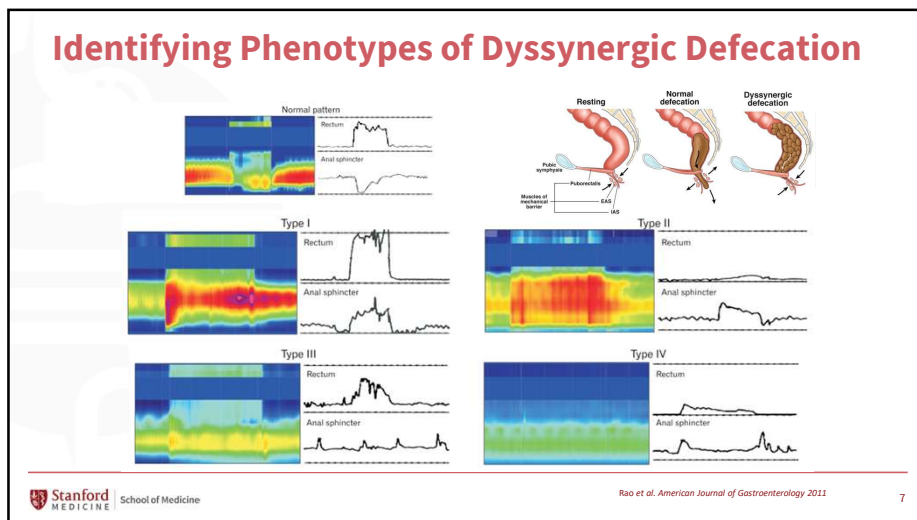 Identifying Phenotypes of Dyssynergic Defecation
Normal pattern
Rectum
Anal sphincter
Resting
Normal
defecation
Dyssynergic
defecation
Pubic
symphysis
Puborectalis
Muscles of
mechanical
barrier
EAS
IAS
Type I
Rectum
Anal sphincter
Type II
Rectum
Anal sphincter
Type III
Rectum
Anal sphincter
Type IV
Rectum
Anal sphincter
Stanford
MEDICINE
School of Medicine
Rao et al. American Journal of Gastroenterology 2011
7